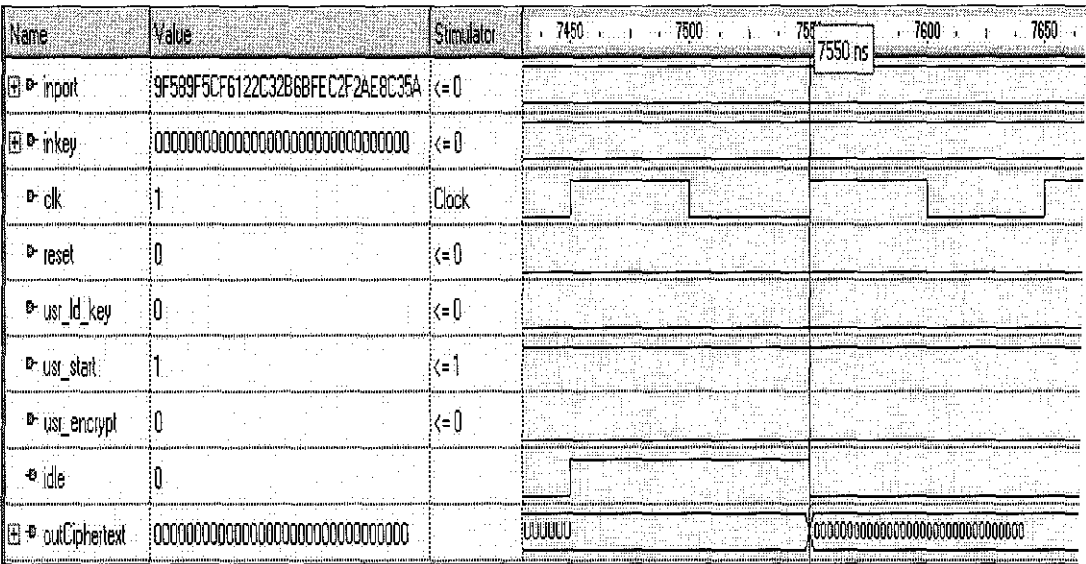 Name Value Stimulator 7450 7500 7600 7650
7550 ns
inport 9F589F5CF6122C32B6BFEC2F2AE8C35A <= 0
inkey 00000000000000000000000000000000 <= 0
clk 1 Clock
reset 0 <= 0
usr_ld_key 0 <= 0
usr_start 1 <= 1
usr_encrypt 0 <= 0
idle 0
outCiphertext 00000000000000000000000000000000 000000 00000000000000000000000000000000